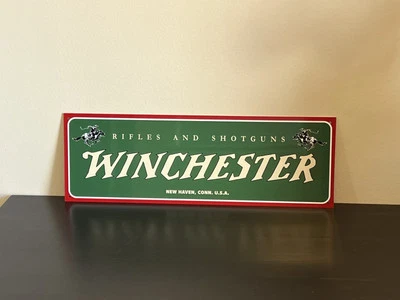 RIFLES AND SHOTGUNS
WINCHESTER
NEW HAVEN, CONN. U.S.A.